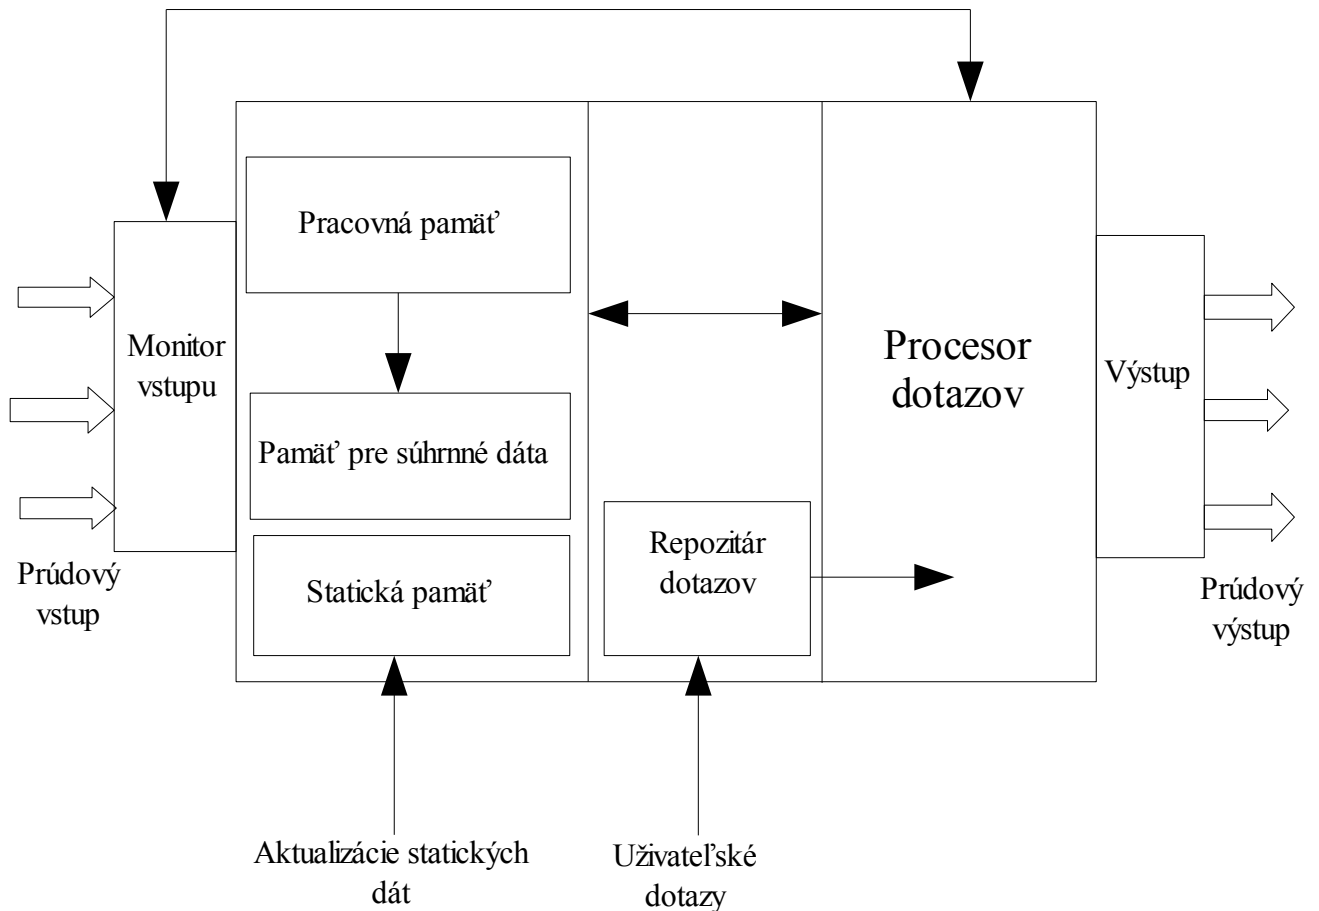 Pracovná pamäť
Monitor
vstupu
Pamäť pre súhrnné dáta
Statická pamäť
Procesor
dotazov
Výstup
Repozitár
dotazov
Prúdový
vstup
Prúdový
výstup
Aktualizácie statických
dát
Uživateľské
dotazy